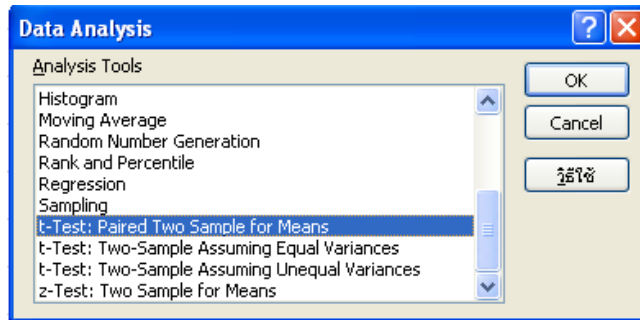 Data Analysis
Analysis Tools
Histogram
Moving Average
Random Number Generation
Rank and Percentile
Regression
Sampling
t-Test: Paired Two Sample for Means
t-Test: Two-Sample Assuming Equal Variances
t-Test: Two-Sample Assuming Unequal Variances
z-Test: Two Sample for Means
OK
Cancel
วิธีใช้